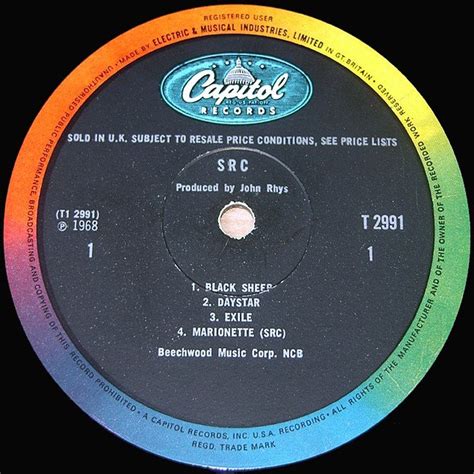 REGISTERED USER
MADE BY ELECTRIC & MUSICAL INDUSTRIES, LIMITED IN GT. BRITAIN
Capitol
RECORDS
SOLD IN U.K. SUBJECT TO RESALE PRICE CONDITIONS, SEE PRICE LISTS
SRC
Produced by John Rhys
(T1 2991)
T 2991
℗ 1968
1
1
1. BLACK SHEEP
2. DAYSTAR
3. EXILE
4. MARIONETTE (SRC)
Beechwood Music Corp. NCB
ALL RIGHTS OF THE MANUFACTURER AND OF THE OWNER OF THE RECORDED WORK RESERVED
UNAUTHORISED PUBLIC PERFORMANCE, BROADCASTING AND COPYING OF THIS RECORD PROHIBITED
A CAPITOL RECORDS, INC. U.S.A. RECORDING
REGD. TRADE MARK